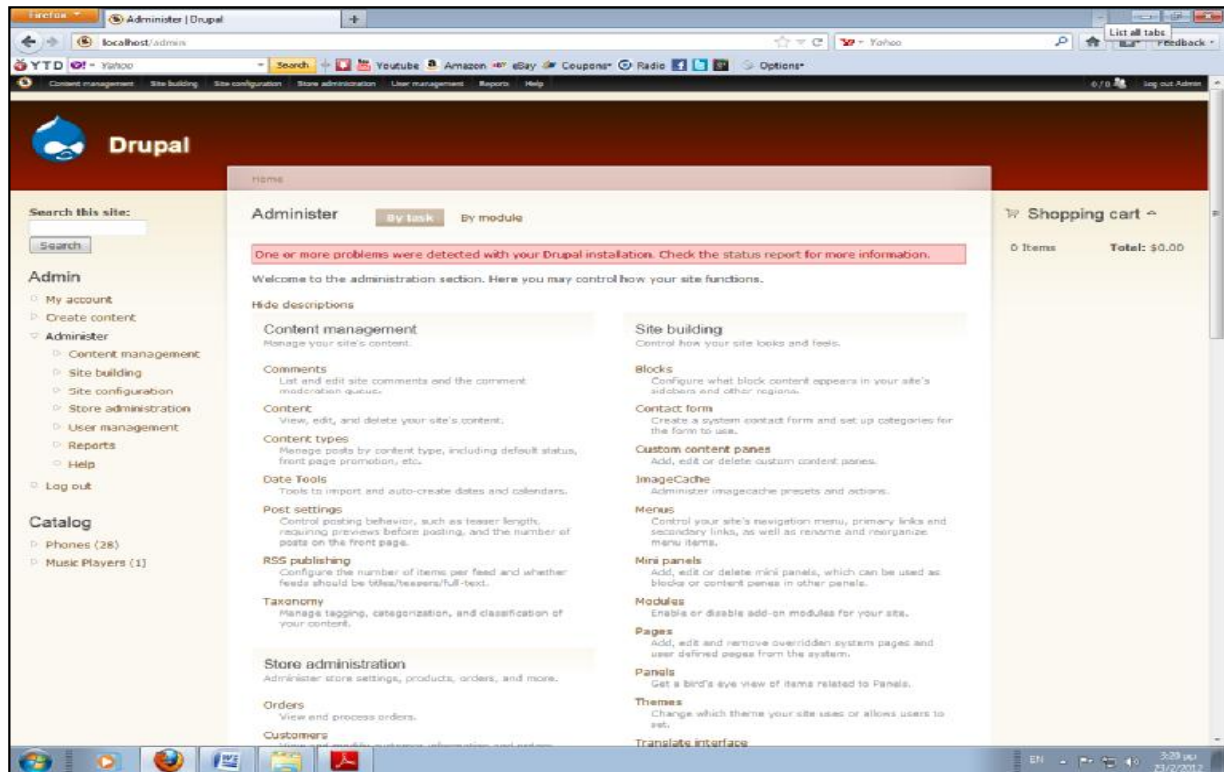 Firefox
Administer | Drupal
List all tabs
localhost/admin
Yahoo
Feedback
YTD Yahoo Search Youtube Amazon eBay Coupons Radio Options
Content management Site building Site configuration Store administration User management Reports Help 0 / 0 Log out Admin
Drupal
Home
Search this site:
Search
Admin
My account
Create content
Administer
Content management
Site building
Site configuration
Store administration
User management
Reports
Help
Log out
Catalog
Phones (28)
Music Players (1)
Administer By task By module
One or more problems were detected with your Drupal installation. Check the status report for more information.
Welcome to the administration section. Here you may control how your site functions.
Hide descriptions
Content management
Manage your site's content.
Comments
List and edit site comments and the comment
moderation queue.
Content
View, edit, and delete your site's content.
Content types
Manage posts by content type, including default status,
front page promotion, etc.
Date Tools
Tools to import and auto-create dates and calendars.
Post settings
Control posting behavior, such as teaser length,
requiring previews before posting, and the number of
posts on the front page.
RSS publishing
Configure the number of items per feed and whether
feeds should be titles/teasers/full-text.
Taxonomy
Manage tagging, categorization, and classification of
your content.
Store administration
Administer store settings, products, orders, and more.
Orders
View and process orders.
Customers
View and modify customer information and orders.
Site building
Control how your site looks and feels.
Blocks
Configure what block content appears in your site's
sidebars and other regions.
Contact form
Create a system contact form and set up categories for
the form to use.
Custom content panes
Add, edit or delete custom content panes.
ImageCache
Administer imagecache presets and actions.
Menus
Control your site's navigation menu, primary links and
secondary links, as well as rename and reorganize
menu items.
Mini panels
Add, edit or delete mini panels, which can be used as
blocks or content panes in other panels.
Modules
Enable or disable add-on modules for your site.
Pages
Add, edit and remove overridden system pages and
user defined pages from the system.
Panels
Get a bird's eye view of items related to Panels.
Themes
Change which theme your site uses or allows users to
set.
Translate interface
Shopping cart
0 Items Total: $0.00
EN
3:20 μμ
23/2/2012